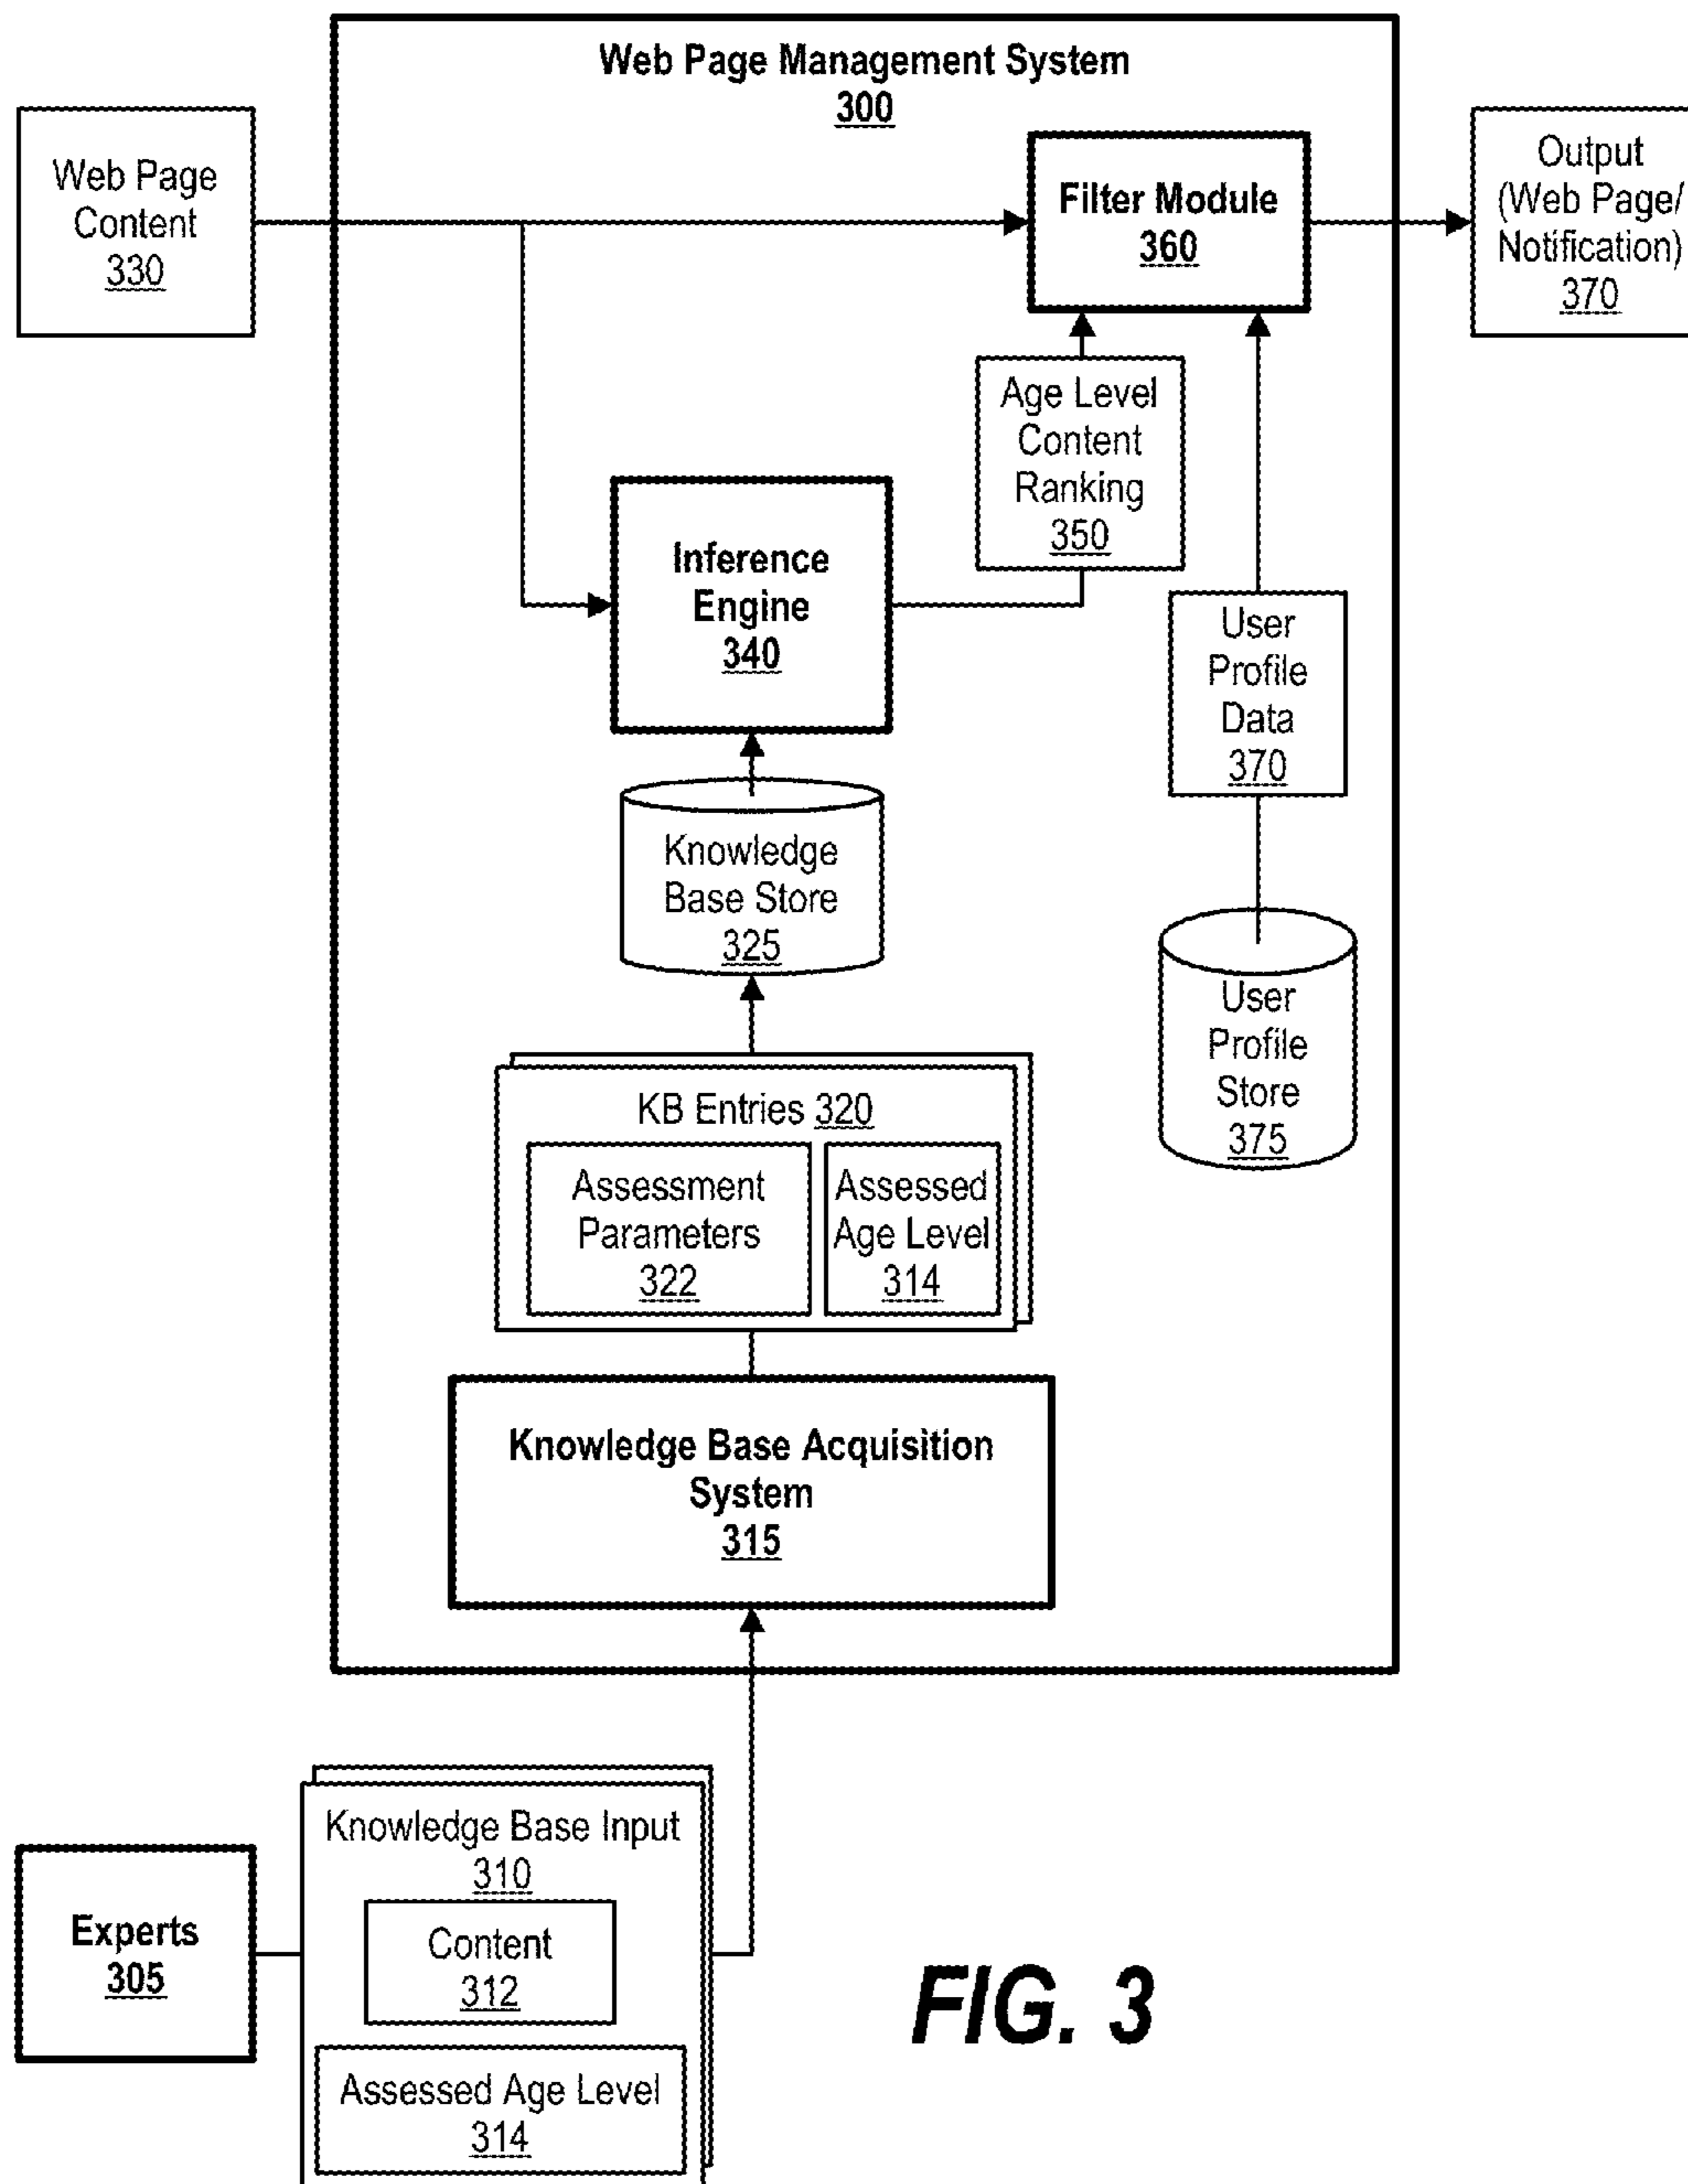 Web Page Management System
300
Web Page
Content
330
Filter Module
360
Output
(Web Page/
Notification)
370
Age Level
Content
Ranking
350
Inference
Engine
340
User
Profile
Data
370
Knowledge
Base Store
325
User
Profile
Store
375
KB Entries 320
Assessment
Parameters
322
Assessed
Age Level
314
Knowledge Base Acquisition
System
315
Knowledge Base Input
310
Experts
305
Content
312
Assessed Age Level
314
FIG. 3